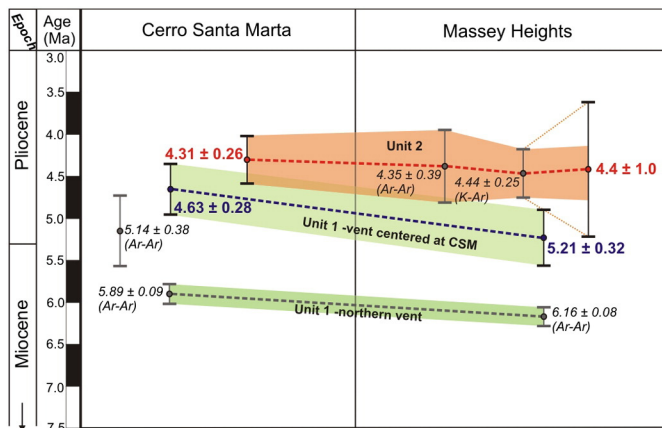 Epoch
Age
(Ma)
Cerro Santa Marta
Massey Heights
3.0
3.5
4.0
4.5
5.0
5.5
6.0
6.5
7.0
7.5
Pliocene
Miocene
Unit 2
4.31 ± 0.26
4.35 ± 0.39
(Ar-Ar)
4.44 ± 0.25
(K-Ar)
4.4 ± 1.0
4.63 ± 0.28
Unit 1 -vent centered at CSM
5.21 ± 0.32
5.14 ± 0.38
(Ar-Ar)
5.89 ± 0.09
(Ar-Ar)
Unit 1 -northern vent
6.16 ± 0.08
(Ar-Ar)